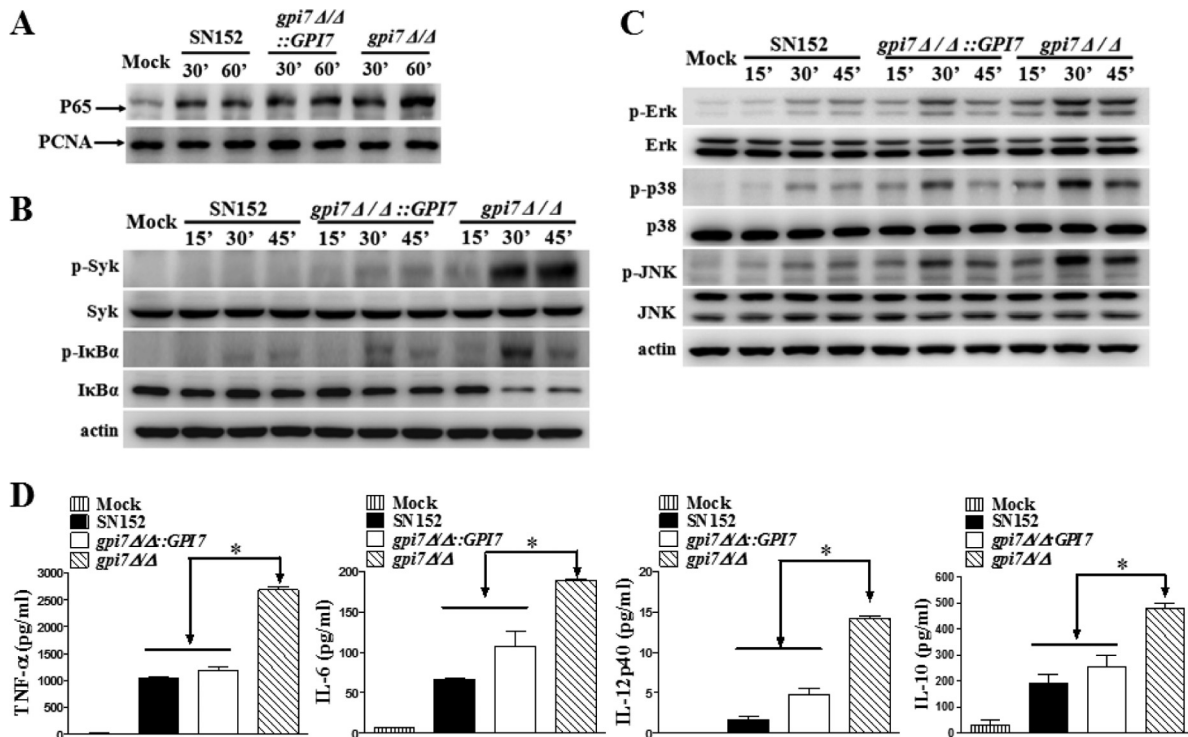 A
Mock
SN152
gpi7Δ/Δ
::GPI7
gpi7Δ/Δ
30’ 60’ 30’ 60’ 30’ 60’
P65
PCNA
B
Mock
SN152
gpi7Δ/Δ::GPI7
gpi7Δ/Δ
15’ 30’ 45’ 15’ 30’ 45’ 15’ 30’ 45’
p-Syk
Syk
p-IκBα
IκBα
actin
C
Mock
SN152
gpi7Δ/Δ::GPI7
gpi7Δ/Δ
15’ 30’ 45’ 15’ 30’ 45’ 15’ 30’ 45’
p-Erk
Erk
p-p38
p38
p-JNK
JNK
actin
D
Mock
SN152
gpi7Δ/Δ::GPI7
gpi7Δ/Δ
*
TNF-α (pg/ml)
3000
2500
2000
1500
1000
500
0
Mock
SN152
gpi7Δ/Δ::GPI7
gpi7Δ/Δ
*
IL-6 (pg/ml)
200
150
100
50
0
Mock
SN152
gpi7Δ/Δ::GPI7
gpi7Δ/Δ
*
IL-12p40 (pg/ml)
20
15
10
5
0
Mock
SN152
gpi7Δ/Δ:GPI7
gpi7Δ/Δ
*
IL-10 (pg/ml)
600
500
400
300
200
100
0